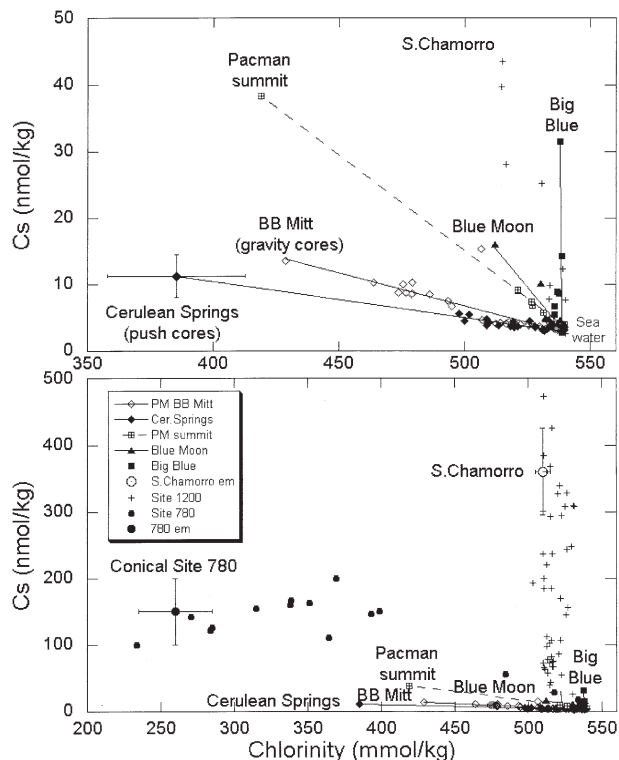 50
40
30
20
10
0
Cs (nmol/kg)
S.Chamorro
Pacman
summit
Big
Blue
BB Mitt
(gravity cores)
Blue Moon
Cerulean Springs
(push cores)
Sea
water
350
400
450
500
550
500
400
300
200
100
0
Cs (nmol/kg)
PM BB Mitt
Cer.Springs
PM summit
Blue Moon
Big Blue
S.Chamorro em
Site 1200
Site 780
780 em
S.Chamorro
Conical Site 780
Pacman
summit
Big
Blue
Cerulean Springs
BB Mitt
Blue Moon
200
250
300
350
400
450
500
550
Chlorinity (mmol/kg)